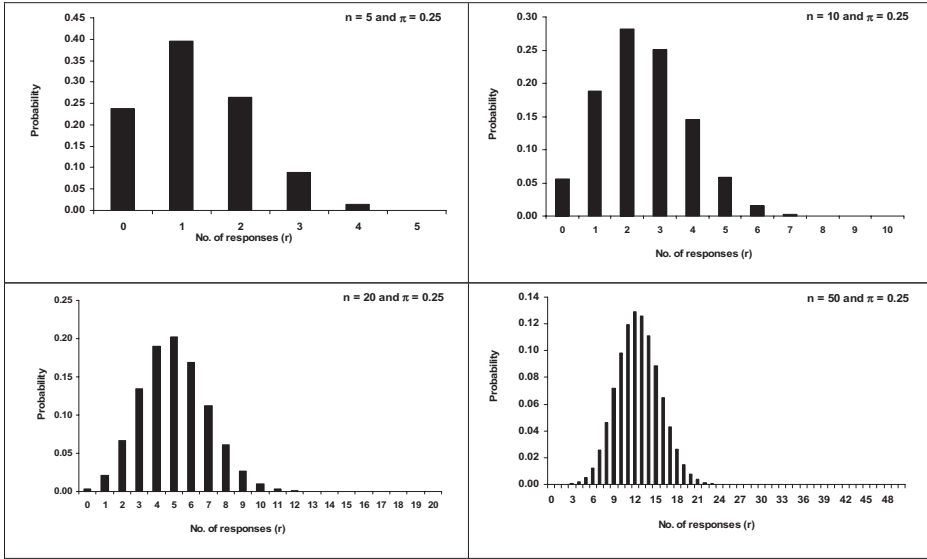 n = 5 and π = 0.25
0.45
0.40
0.35
0.30
0.25
0.20
0.15
0.10
0.05
0.00
Probability
0 1 2 3 4 5
No. of responses (r)
n = 10 and π = 0.25
0.30
0.25
0.20
0.15
0.10
0.05
0.00
Probability
0 1 2 3 4 5 6 7 8 9 10
No. of responses (r)
n = 20 and π = 0.25
0.25
0.20
0.15
0.10
0.05
0.00
Probability
0 1 2 3 4 5 6 7 8 9 10 11 12 13 14 15 16 17 18 19 20
No. of responses (r)
n = 50 and π = 0.25
0.14
0.12
0.10
0.08
0.06
0.04
0.02
0.00
Probability
0 3 6 9 12 15 18 21 24 27 30 33 36 39 42 45 48
No. of responses (r)